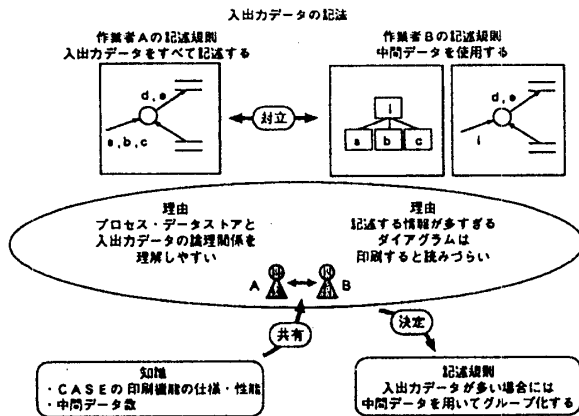 入出力データの記法
作業者Aの記述規則
入出力データをすべて記述する
作業者Bの記述規則
中間データを使用する
d,e
a,b,c
対立
i
a b c
d,e
i
理由
プロセス・データストアと
入出力データの論理関係を
理解しやすい
理由
記述する情報が多すぎる
ダイアグラムは
印刷すると読みづらい
A B
共有
決定
知識
・CASEの印刷機能の仕様・性能
・中間データ数
記述規則
入出力データが多い場合には
中間データを用いてグループ化する